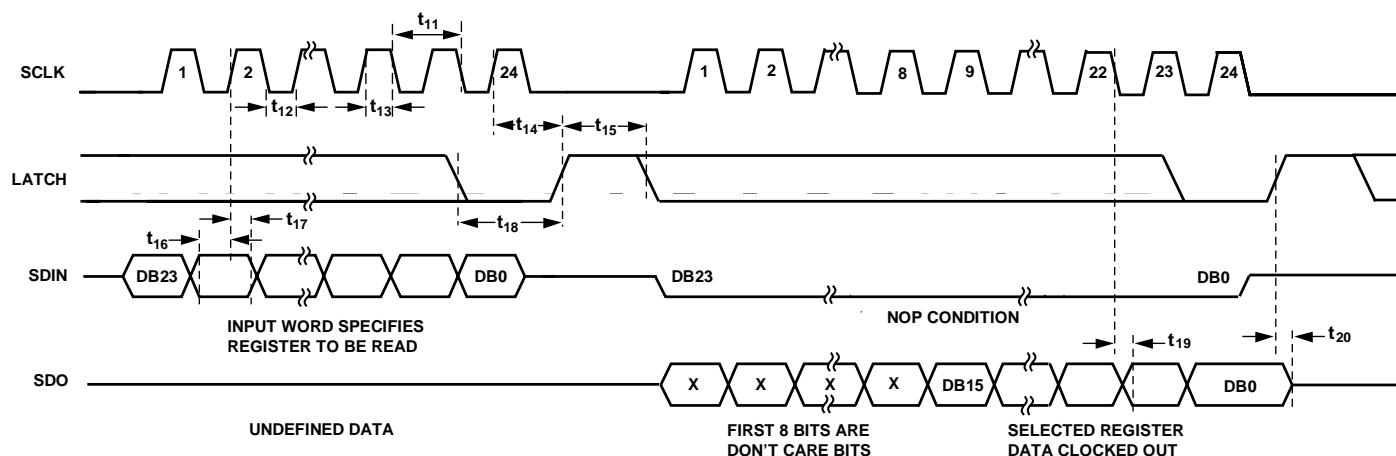 t11
SCLK
1
2
24
1
2
8
9
22
23
24
t12
t13
t14
t15
LATCH
t18
t17
t16
SDIN
DB23
DB0
DB23
DB0
INPUT WORD SPECIFIES
REGISTER TO BE READ
NOP CONDITION
t19
t20
SDO
X
X
X
X
DB15
DB0
UNDEFINED DATA
FIRST 8 BITS ARE
DON'T CARE BITS
SELECTED REGISTER
DATA CLOCKED OUT